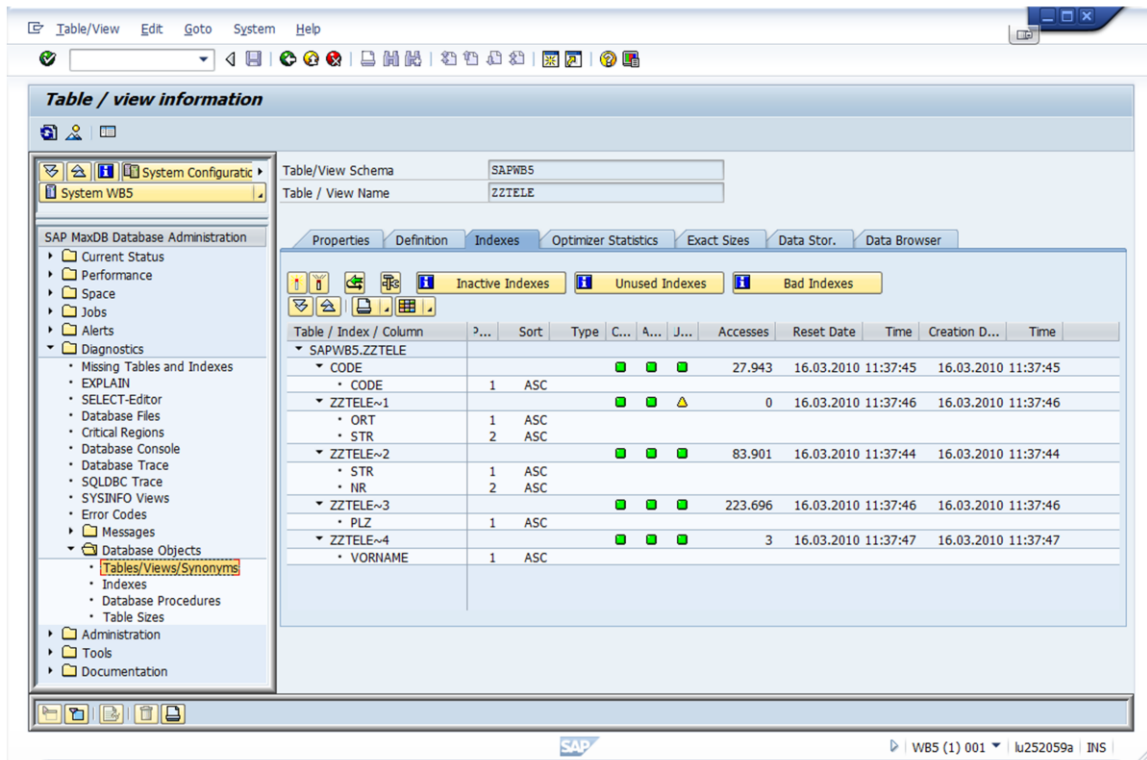 Table/View Edit Goto System Help
Table / view information
System Configuratic
System WB5
Table/View Schema SAPWB5
Table / View Name ZZTELE
SAP MaxDB Database Administration
Current Status
Performance
Space
Jobs
Alerts
Diagnostics
Missing Tables and Indexes
EXPLAIN
SELECT-Editor
Database Files
Critical Regions
Database Console
Database Trace
SQLDBC Trace
SYSINFO Views
Error Codes
Messages
Database Objects
Tables/Views/Synonyms
Indexes
Database Procedures
Table Sizes
Administration
Tools
Documentation
Properties Definition Indexes Optimizer Statistics Exact Sizes Data Stor. Data Browser
Inactive Indexes Unused Indexes Bad Indexes
Table / Index / Column P... Sort Type C... A... J... Accesses Reset Date Time Creation D... Time
SAPWB5.ZZTELE
CODE 27.943 16.03.2010 11:37:45 16.03.2010 11:37:45
CODE 1 ASC
ZZTELE~1 0 16.03.2010 11:37:46 16.03.2010 11:37:46
ORT 1 ASC
STR 2 ASC
ZZTELE~2 83.901 16.03.2010 11:37:44 16.03.2010 11:37:44
STR 1 ASC
NR 2 ASC
ZZTELE~3 223.696 16.03.2010 11:37:46 16.03.2010 11:37:46
PLZ 1 ASC
ZZTELE~4 3 16.03.2010 11:37:47 16.03.2010 11:37:47
VORNAME 1 ASC
SAP
WB5 (1) 001 lu252059a INS